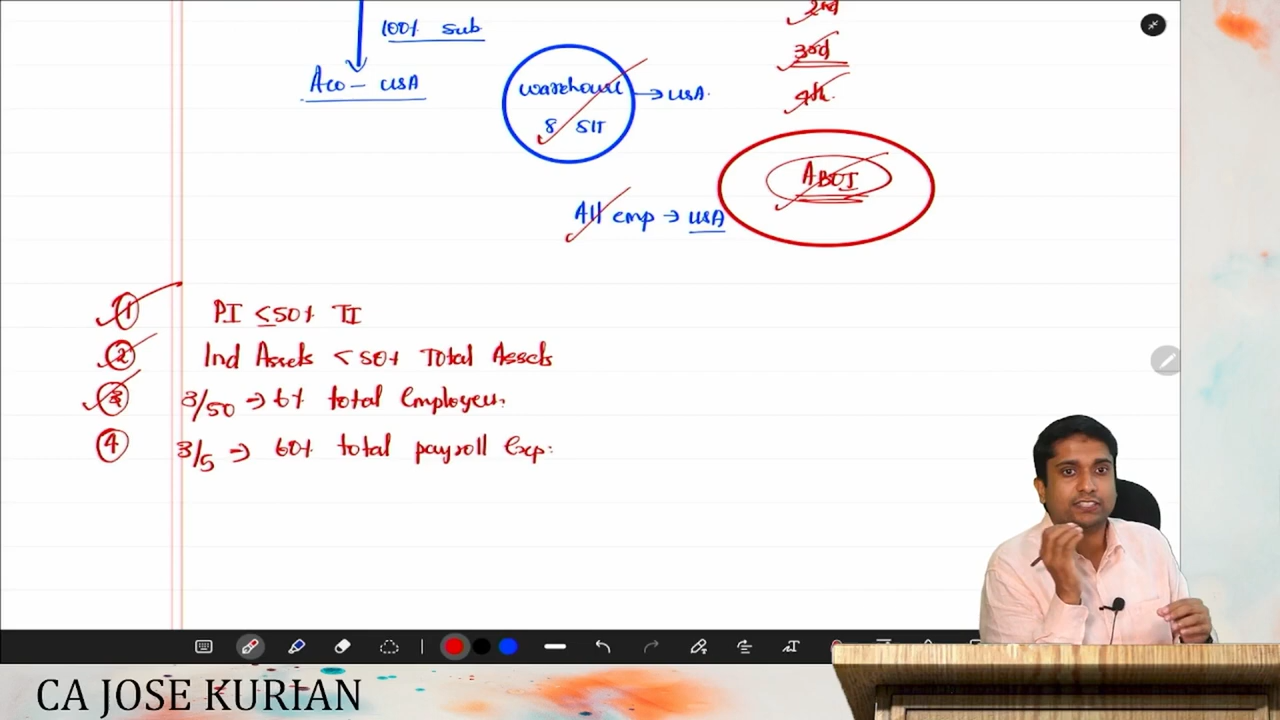 2nd
100% Sub
3rd
Aco - USA
warehouse → USA.
4th.
8 SIT
ABOI
All emp → USA
① PI ≤50% TI
② Ind Assets < 50% Total Assets
③ 3/50 → 6% total Employees.
④ 3/5 → 60% total payroll Exp:
CA JOSE KURIAN